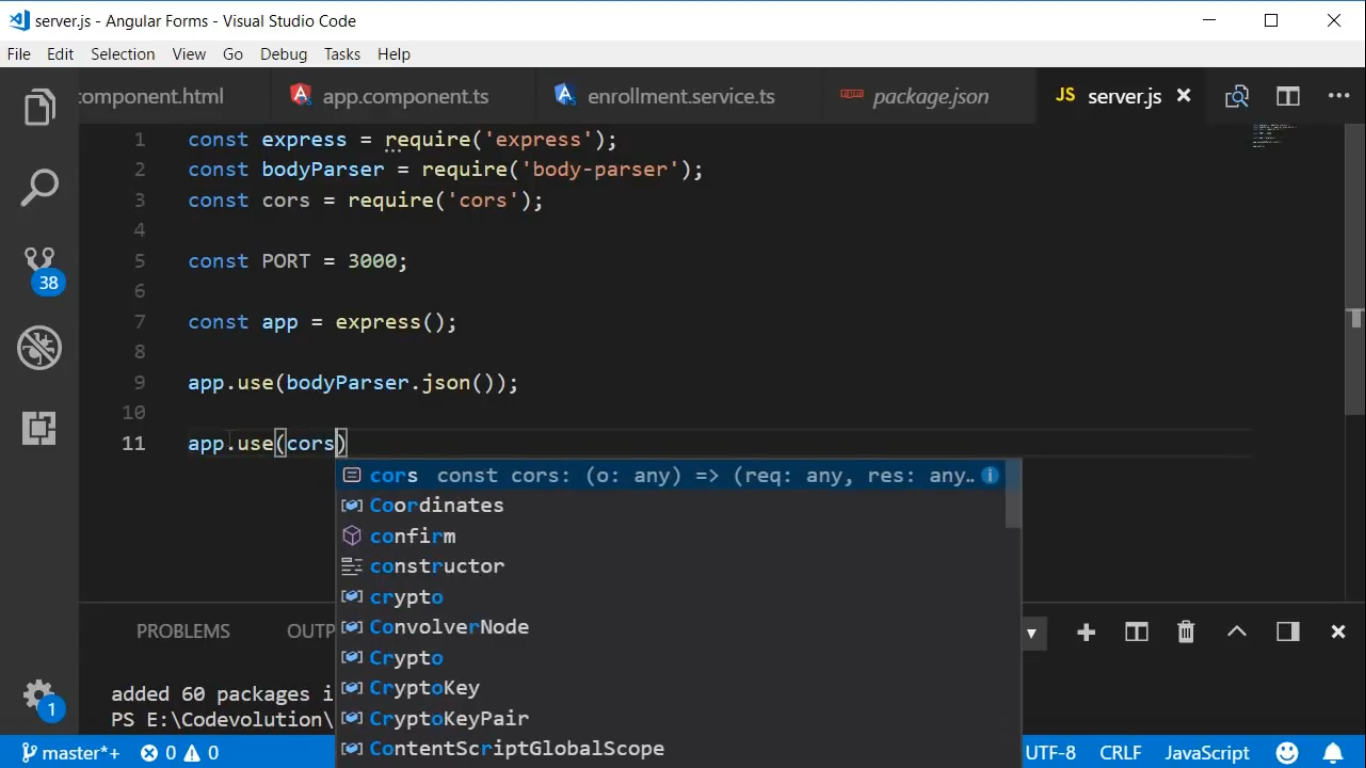 server.js - Angular Forms - Visual Studio Code
File Edit Selection View Go Debug Tasks Help
component.html app.component.ts enrollment.service.ts package.json JS server.js
1 const express = require('express');
2 const bodyParser = require('body-parser');
3 const cors = require('cors');
4
5 const PORT = 3000;
6
7 const app = express();
8
9 app.use(bodyParser.json());
10
11 app.use(cors)
cors const cors: (o: any) => (req: any, res: any…
Coordinates
confirm
constructor
crypto
ConvolverNode
Crypto
CryptoKey
CryptoKeyPair
ContentScriptGlobalScope
38
1
PROBLEMS OUTP
added 60 packages i
PS E:\Codevolution\
master*+ 0 0 UTF-8 CRLF JavaScript